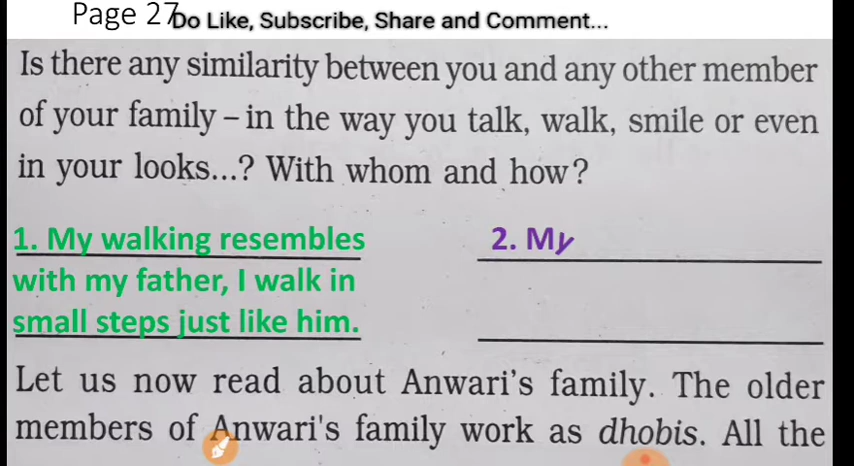 Page 27
Do Like, Subscribe, Share and Comment...
Is there any similarity between you and any other member
of your family – in the way you talk, walk, smile or even
in your looks...? With whom and how?
1. My walking resembles
with my father, I walk in
small steps just like him.
2. My
Let us now read about Anwari's family. The older
members of Anwari's family work as dhobis. All the